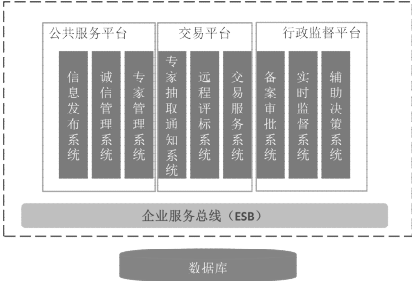 公共服务平台
交易平台
行政监督平台
信息发布系统
诚信管理系统
专家管理系统
专家抽取通知系统
远程评标系统
交易服务系统
备案审批系统
实时监督系统
辅助决策系统
企业服务总线（ESB）
数据库